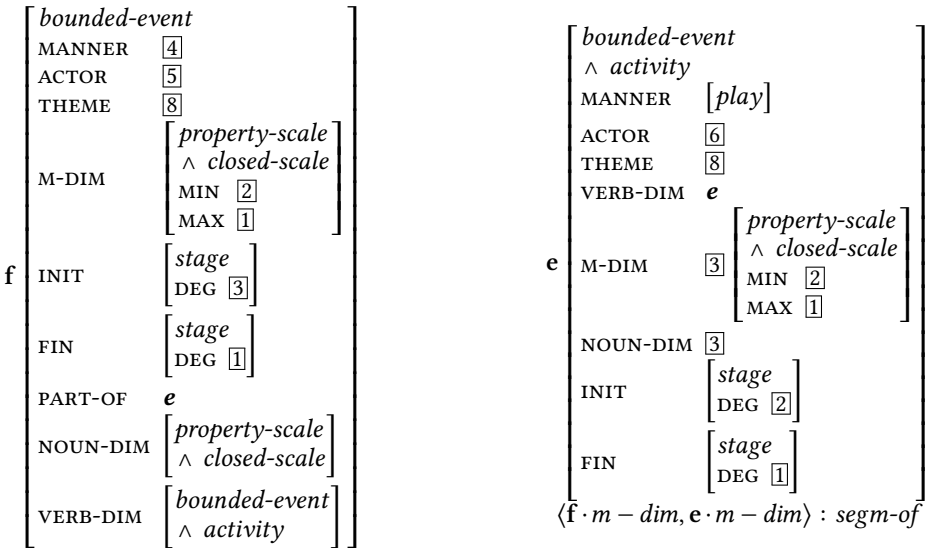 f
bounded-event
MANNER 4
ACTOR 5
THEME 8
M-DIM
property-scale
∧ closed-scale
MIN 2
MAX 1
INIT
stage
DEG 3
FIN
stage
DEG 1
PART-OF e
NOUN-DIM
property-scale
∧ closed-scale
VERB-DIM
bounded-event
∧ activity
e
bounded-event
∧ activity
MANNER [play]
ACTOR 6
THEME 8
VERB-DIM e
M-DIM 3
property-scale
∧ closed-scale
MIN 2
MAX 1
NOUN-DIM 3
INIT
stage
DEG 2
FIN
stage
DEG 1
⟨f · m − dim, e · m − dim⟩ : segm-of